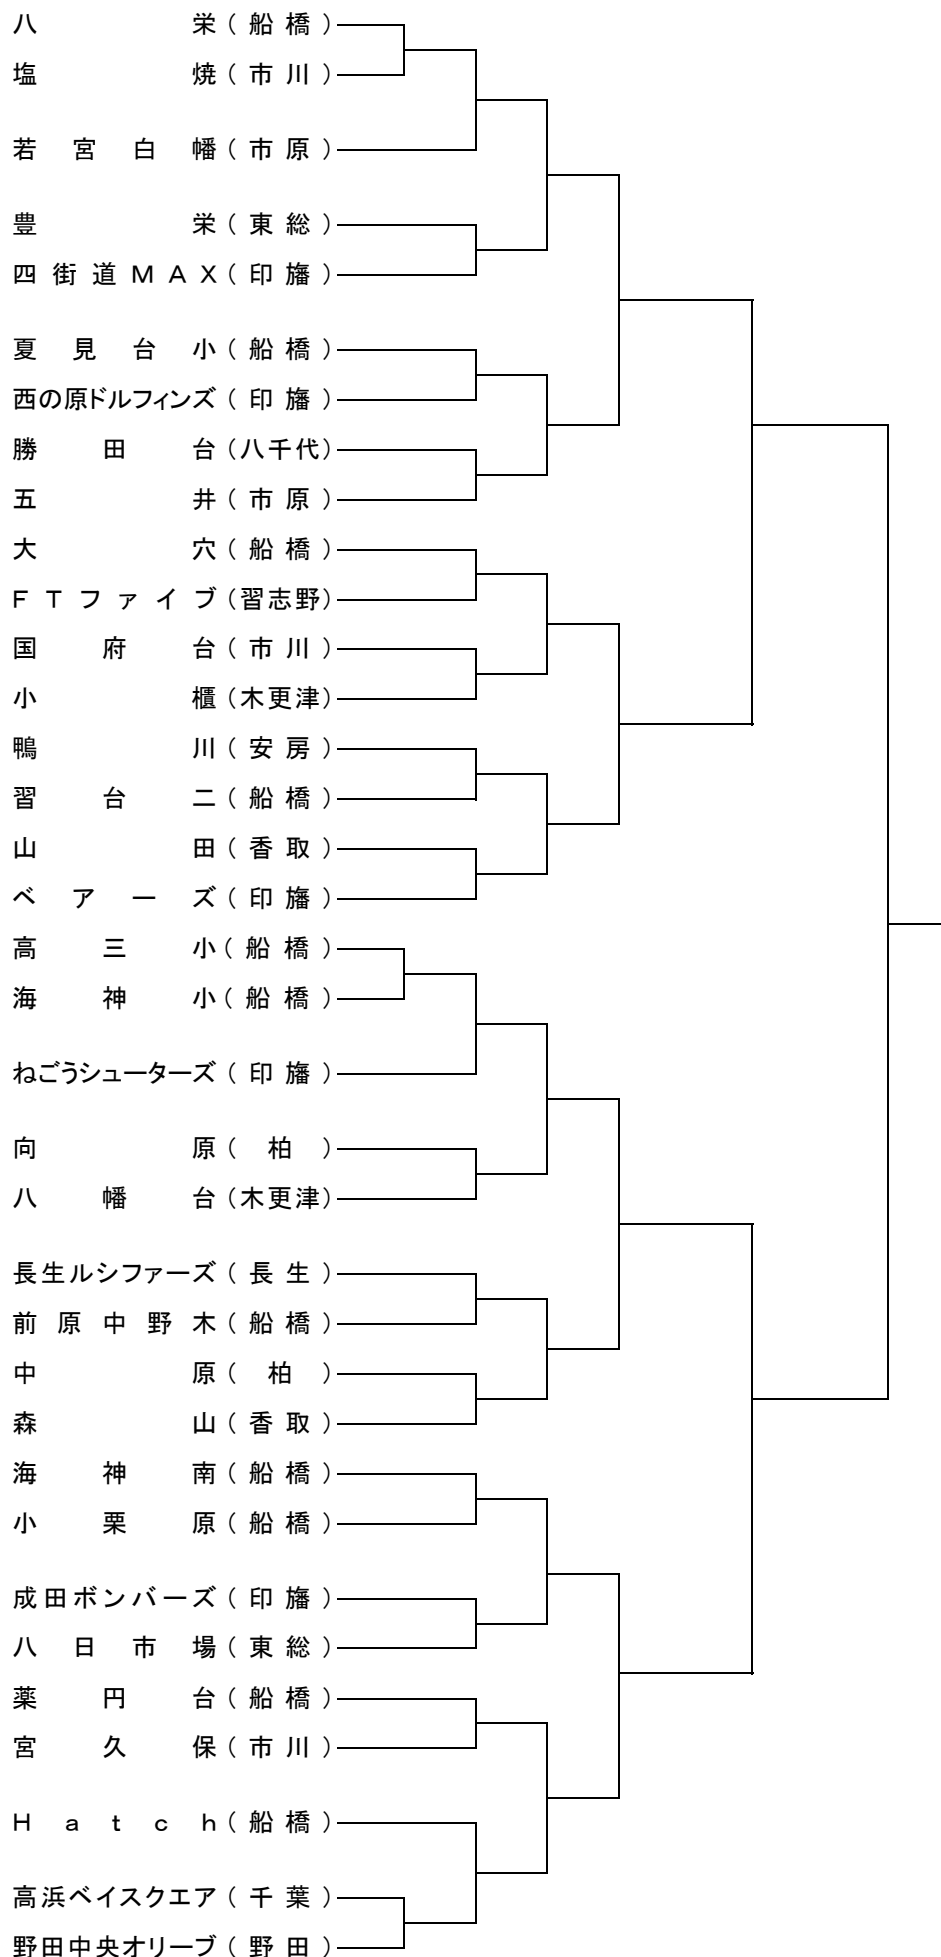 八栄(船橋)
塩焼(市川)
若宮白幡(市原)
豊栄(東総)
四街道MAX(印旛)
夏見台小(船橋)
西の原ドルフィンズ(印旛)
勝田台(八千代)
五井(市原)
大穴(船橋)
FTファイブ(習志野)
国府台(市川)
小櫃(木更津)
鴨川(安房)
習台二(船橋)
山田(香取)
ベアーズ(印旛)
高三小(船橋)
海神小(船橋)
ねごうシューターズ(印旛)
向原(柏)
八幡台(木更津)
長生ルシファーズ(長生)
前原中野木(船橋)
中原(柏)
森山(香取)
海神南(船橋)
小栗原(船橋)
成田ボンバーズ(印旛)
八日市場(東総)
薬円台(船橋)
宮久保(市川)
Hatch(船橋)
高浜ベイスクエア(千葉)
野田中央オリーブ(野田)